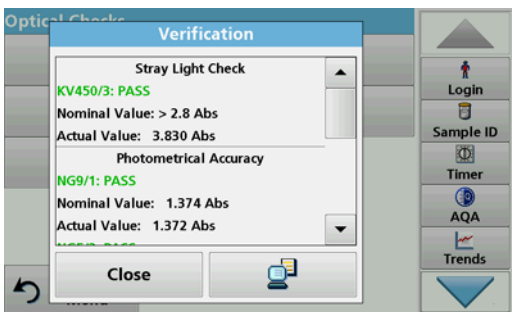 Optic
Checks
Verification
Stray Light Check
KV450/3: PASS
Nominal Value: > 2.8 Abs
Actual Value: 3.830 Abs
Photometrical Accuracy
NG9/1: PASS
Nominal Value: 1.374 Abs
Actual Value: 1.372 Abs
Close
Menu
Login
Sample ID
Timer
AQA
Trends